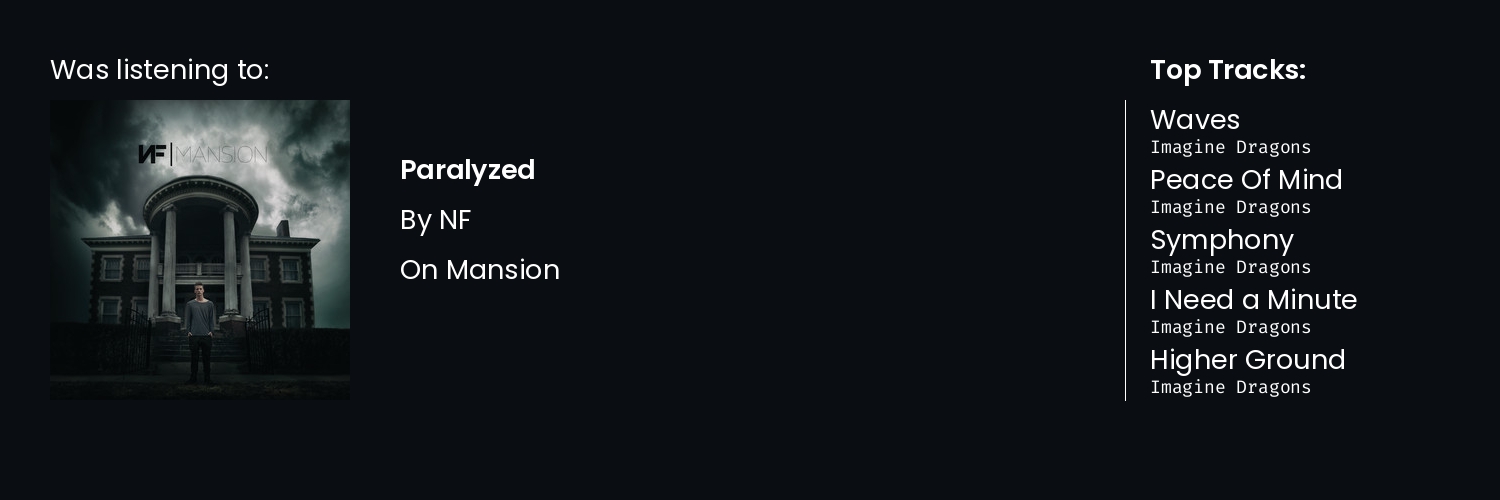 Was listening to:
NF | MANSION
Paralyzed
By NF
On Mansion
Top Tracks:
Waves
Imagine Dragons
Peace Of Mind
Imagine Dragons
Symphony
Imagine Dragons
I Need a Minute
Imagine Dragons
Higher Ground
Imagine Dragons